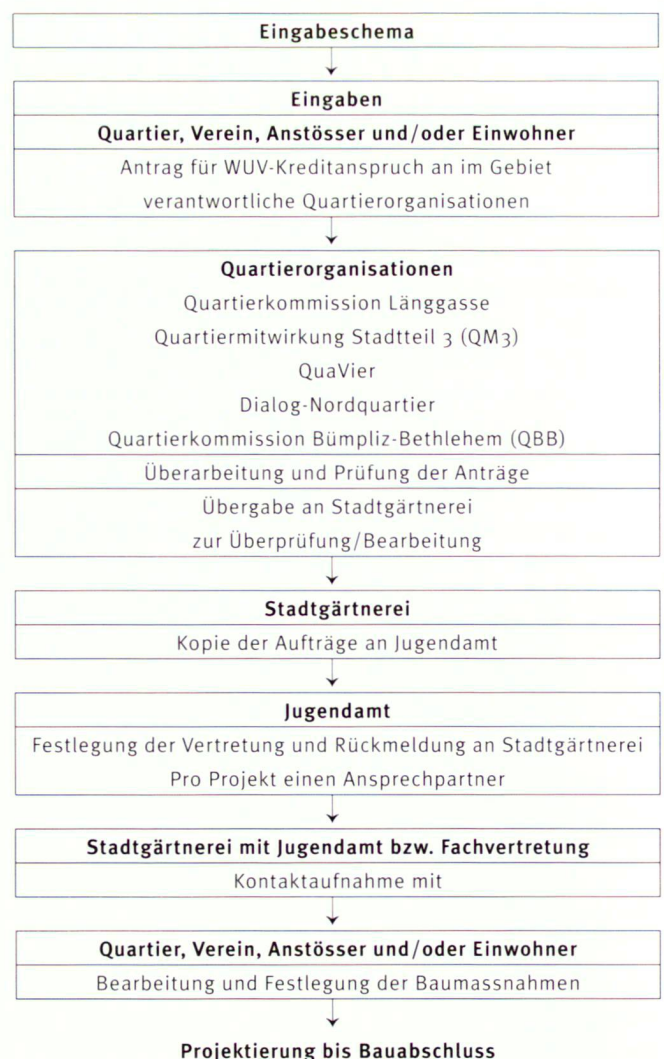 Eingabeschema
Eingaben
Quartier, Verein, Anstösser und/oder Einwohner
Antrag für WUV-Kreditanspruch an im Gebiet
verantwortliche Quartierorganisationen
Quartierorganisationen
Quartierkommission Länggasse
Quartiermitwirkung Stadtteil 3 (QM3)
QuaVier
Dialog-Nordquartier
Quartierkommission Bümpliz-Bethlehem (QBB)
Überarbeitung und Prüfung der Anträge
Übergabe an Stadtgärtnerei
zur Überprüfung/Bearbeitung
Stadtgärtnerei
Kopie der Aufträge an Jugendamt
Jugendamt
Festlegung der Vertretung und Rückmeldung an Stadtgärtnerei
Pro Projekt einen Ansprechpartner
Stadtgärtnerei mit Jugendamt bzw. Fachvertretung
Kontaktaufnahme mit
Quartier, Verein, Anstösser und/oder Einwohner
Bearbeitung und Festlegung der Baumassnahmen
Projektierung bis Bauabschluss